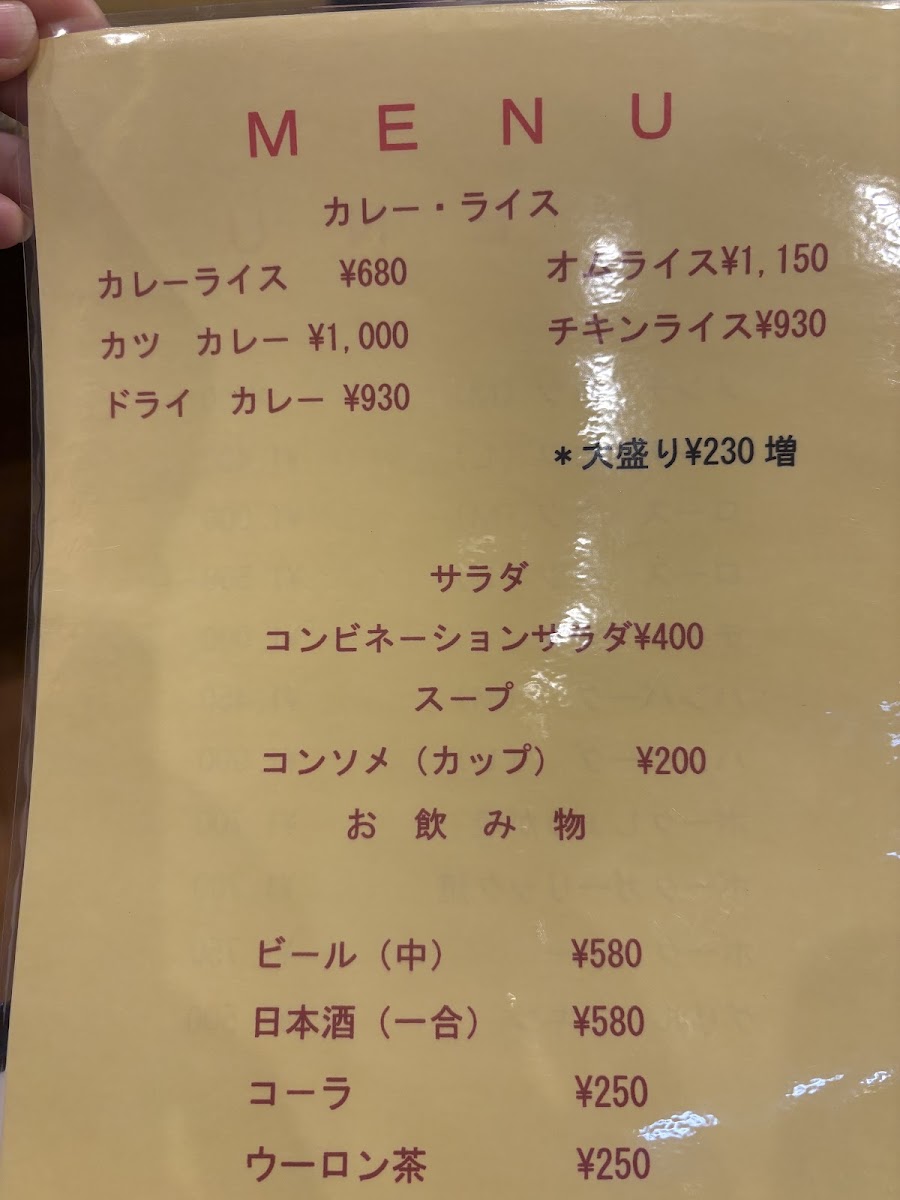 MENU
カレー・ライス
カレーライス ¥680
カツ カレー ¥1,000
ドライ カレー ¥930
オムライス¥1,150
チキンライス¥930
*大盛り¥230増
サラダ
コンビネーションサラダ¥400
スープ
コンソメ（カップ） ¥200
お飲み物
ビール（中） ¥580
日本酒（一合） ¥580
コーラ ¥250
ウーロン茶 ¥250